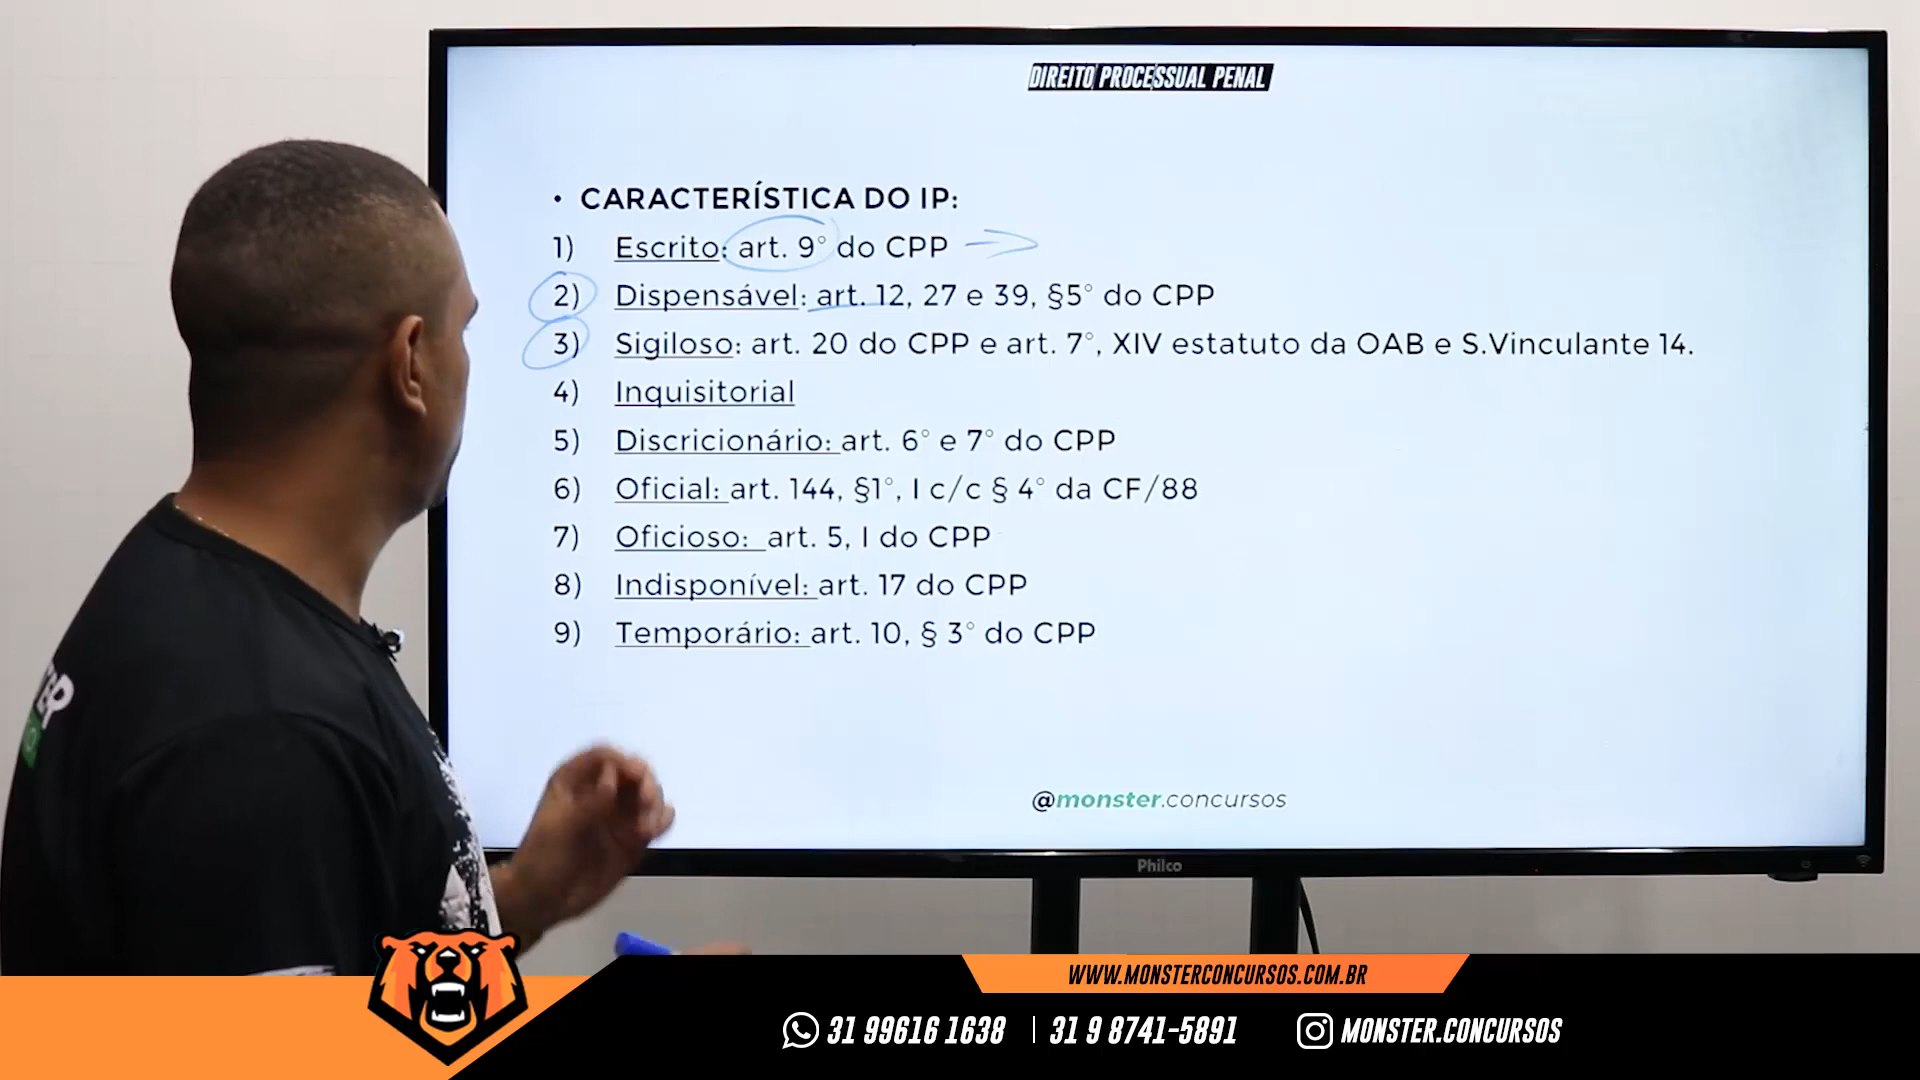 DIREITO PROCESSUAL PENAL
• CARACTERÍSTICA DO IP:
1) Escrito: art. 9° do CPP
2) Dispensável: art. 12, 27 e 39, §5° do CPP
3) Sigiloso: art. 20 do CPP e art. 7°, XIV estatuto da OAB e S.Vinculante 14.
4) Inquisitorial
5) Discricionário: art. 6° e 7° do CPP
6) Oficial: art. 144, §1°, I c/c § 4° da CF/88
7) Oficioso: art. 5, I do CPP
8) Indisponível: art. 17 do CPP
9) Temporário: art. 10, § 3° do CPP
@monster.concursos
Philco
WWW.MONSTERCONCURSOS.COM.BR
31 99616 1638 | 31 9 8741-5891 MONSTER.CONCURSOS